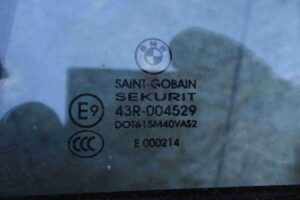 BMW
SAINT-GOBAIN
SEKURIT
E9
43R-004529
DOT615M40VAS2
CCC
E 000214